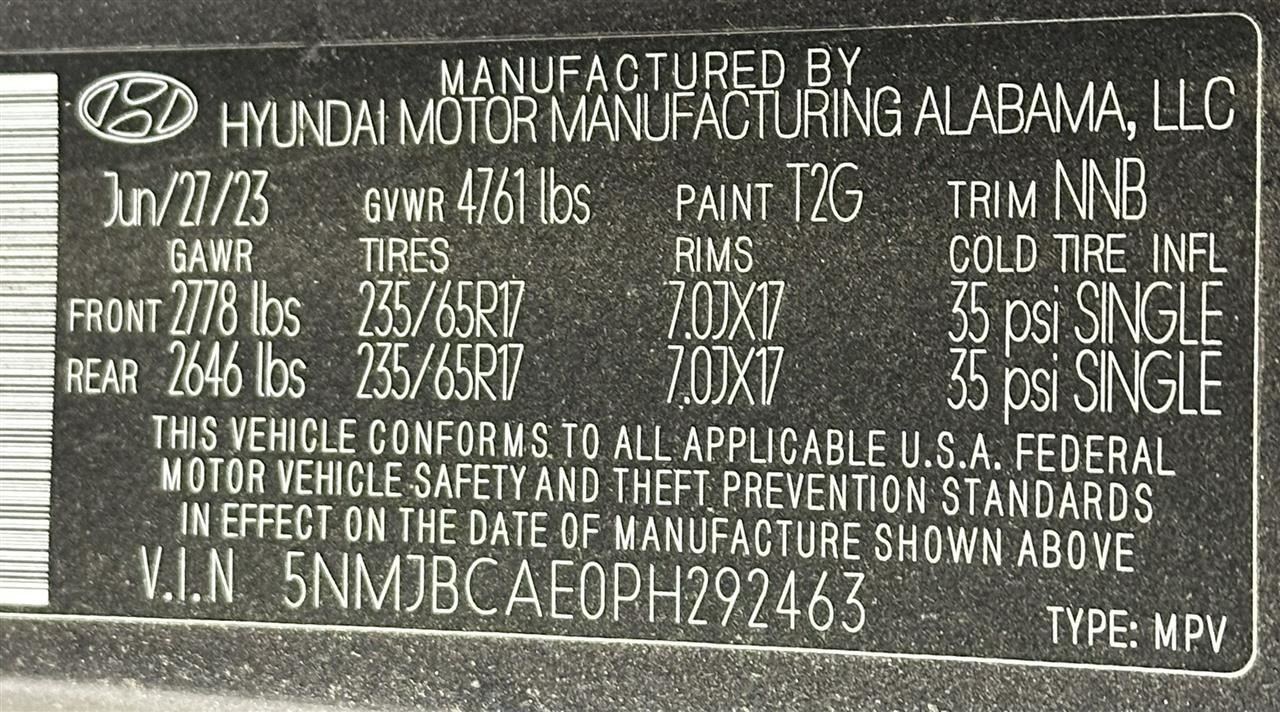 MANUFACTURED BY
HYUNDAI MOTOR MANUFACTURING ALABAMA, LLC
Jun/27/23 GVWR 4761 lbs PAINT T2G TRIM NNB
GAWR TIRES RIMS COLD TIRE INFL
FRONT 2778 lbs 235/65R17 7.0JX17 35 psi SINGLE
REAR 2646 lbs 235/65R17 7.0JX17 35 psi SINGLE
THIS VEHICLE CONFORMS TO ALL APPLICABLE U.S.A. FEDERAL
MOTOR VEHICLE SAFETY AND THEFT PREVENTION STANDARDS
IN EFFECT ON THE DATE OF MANUFACTURE SHOWN ABOVE
V.I.N 5NMJBCAE0PH292463
TYPE: MPV